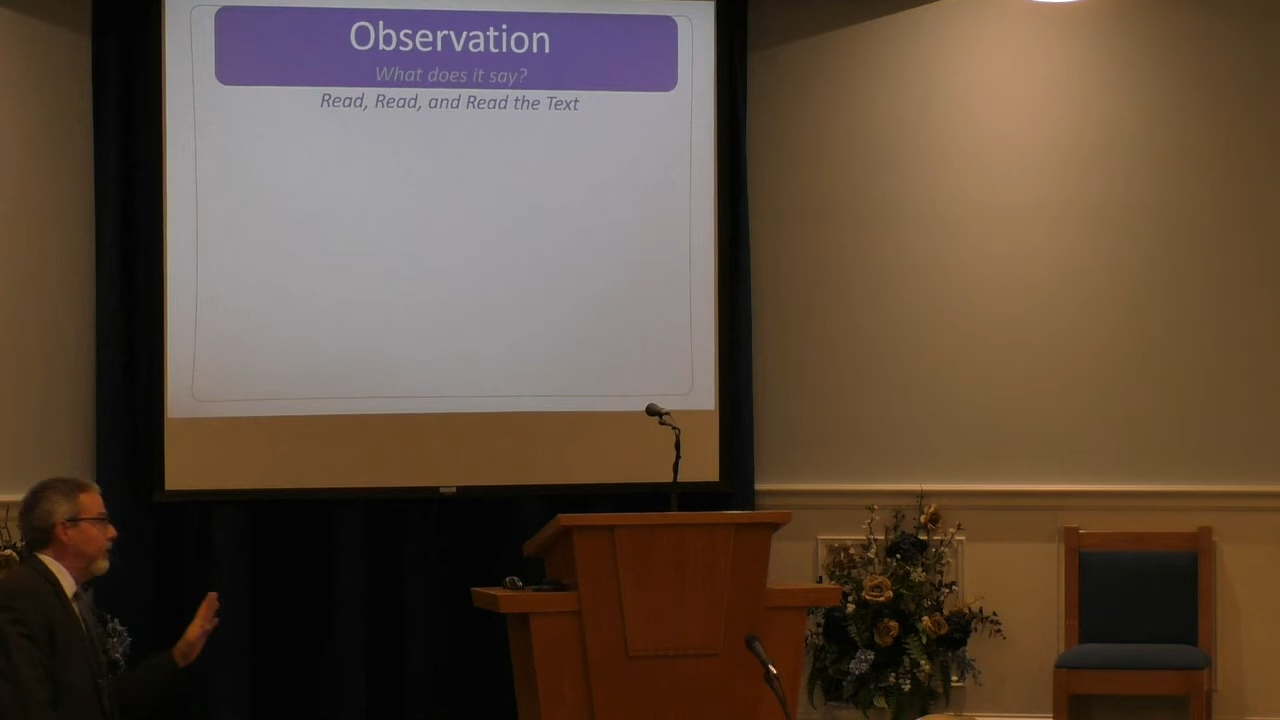 Observation
What does it say?
Read, Read, and Read the Text